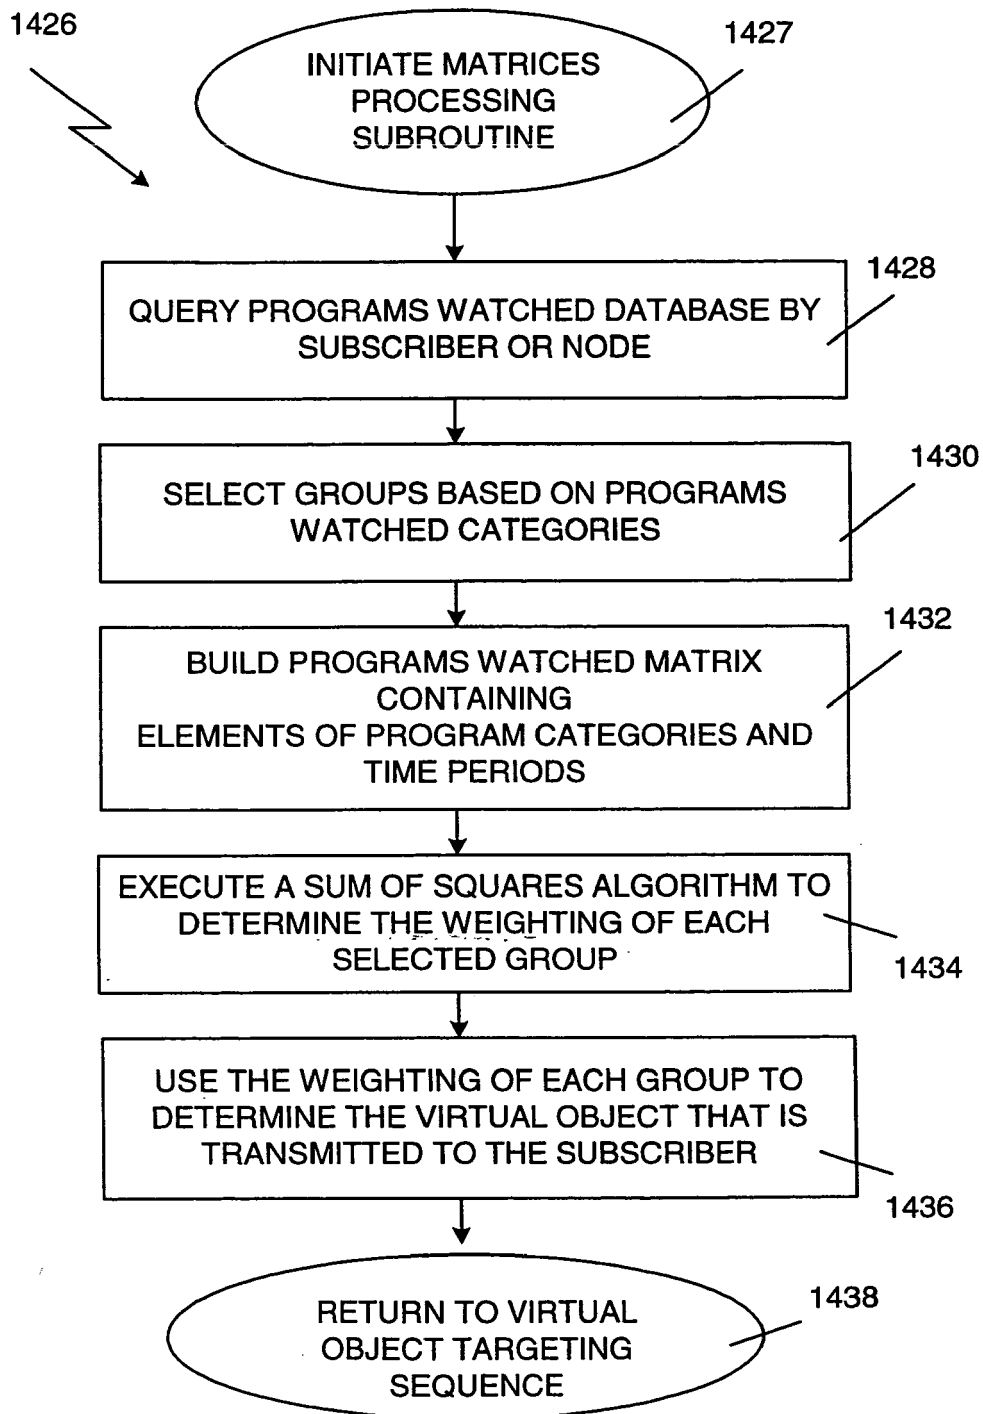 1426
INITIATE MATRICES
PROCESSING
SUBROUTINE
1427
QUERY PROGRAMS WATCHED DATABASE BY
SUBSCRIBER OR NODE
1428
SELECT GROUPS BASED ON PROGRAMS
WATCHED CATEGORIES
1430
BUILD PROGRAMS WATCHED MATRIX
CONTAINING
ELEMENTS OF PROGRAM CATEGORIES AND
TIME PERIODS
1432
EXECUTE A SUM OF SQUARES ALGORITHM TO
DETERMINE THE WEIGHTING OF EACH
SELECTED GROUP
1434
USE THE WEIGHTING OF EACH GROUP TO
DETERMINE THE VIRTUAL OBJECT THAT IS
TRANSMITTED TO THE SUBSCRIBER
1436
RETURN TO VIRTUAL
OBJECT TARGETING
SEQUENCE
1438